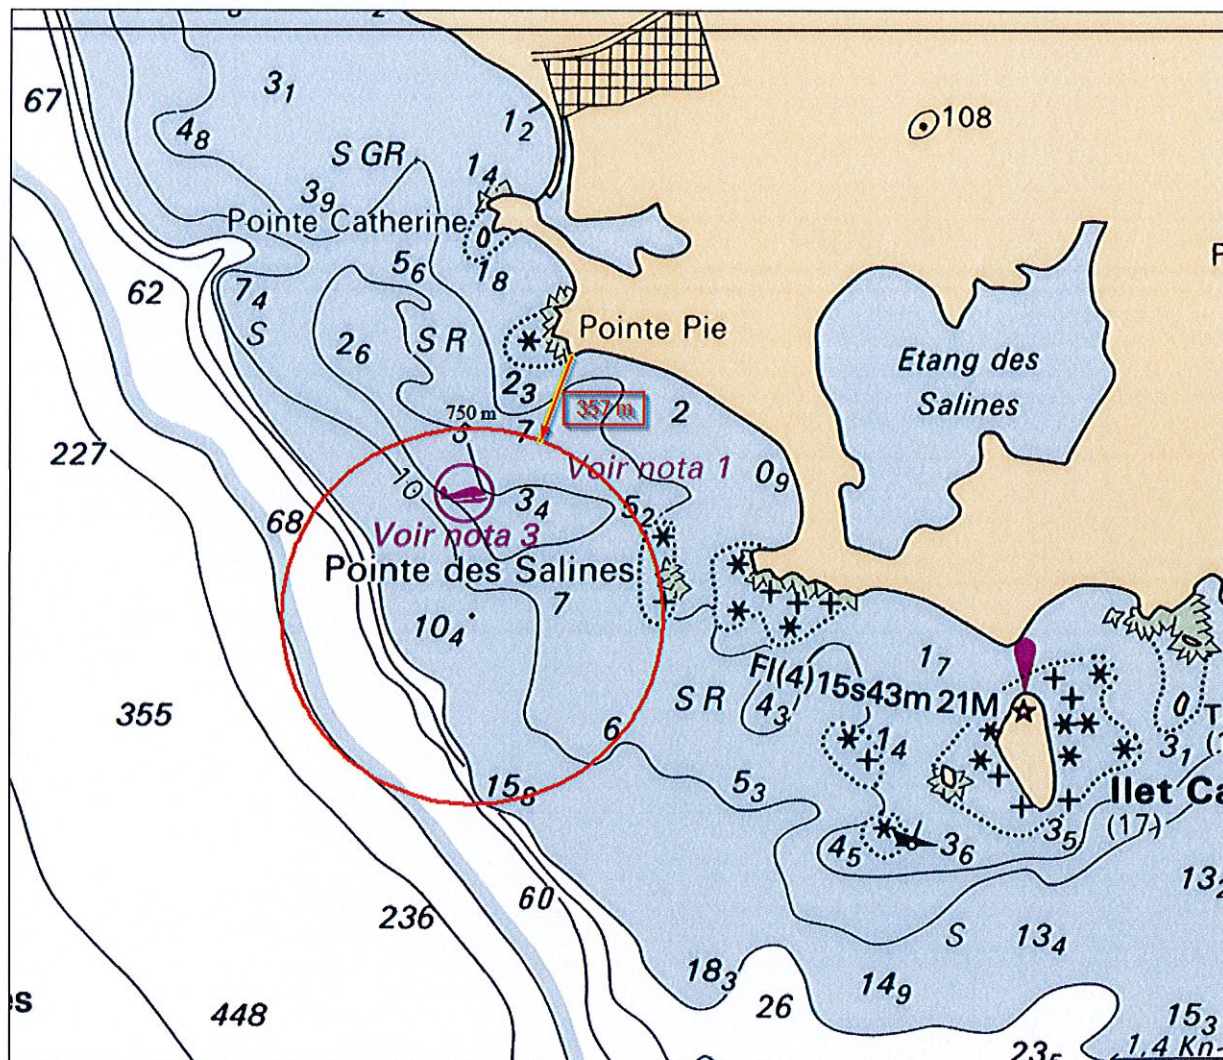 67
3₁
4₈
1₂
108
S GR
1₄
3₉
Pointe Catherine
5₆
1₈
62
7₄
S
2₆
S R
Pointe Pie
Etang des
Salines
2₃
357 m
2
750 m
7
227
10
Voir nota 1
0₉
3₄
5₂
68
Voir nota 3
Pointe des Salines
7
10₄
1₇
Fl(4)15s43m 21M
S R
4₃
355
6
1₄
3₁
15₈
5₃
Ilet Ca
(17)
3₅
4₅
3₆
60
236
S
13₄
18₃
14₉
26
448
15₃
1,4 Kn
23₅